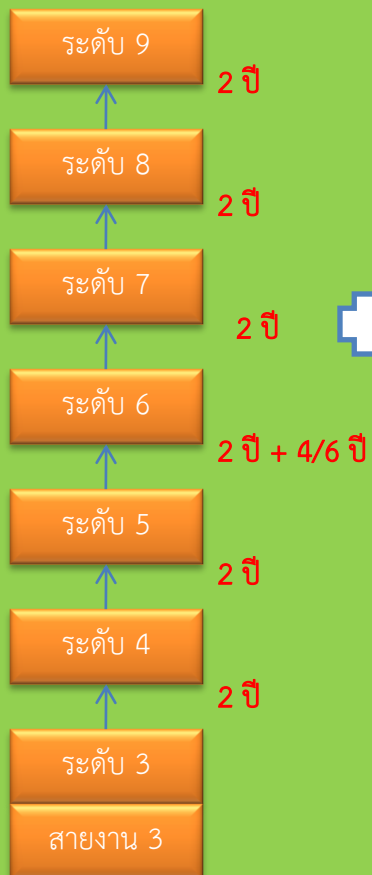 ระดับ 9
2 ปี
ระดับ 8
2 ปี
ระดับ 7
2 ปี
ระดับ 6
2 ปี + 4/6 ปี
ระดับ 5
2 ปี
ระดับ 4
2 ปี
ระดับ 3
สายงาน 3